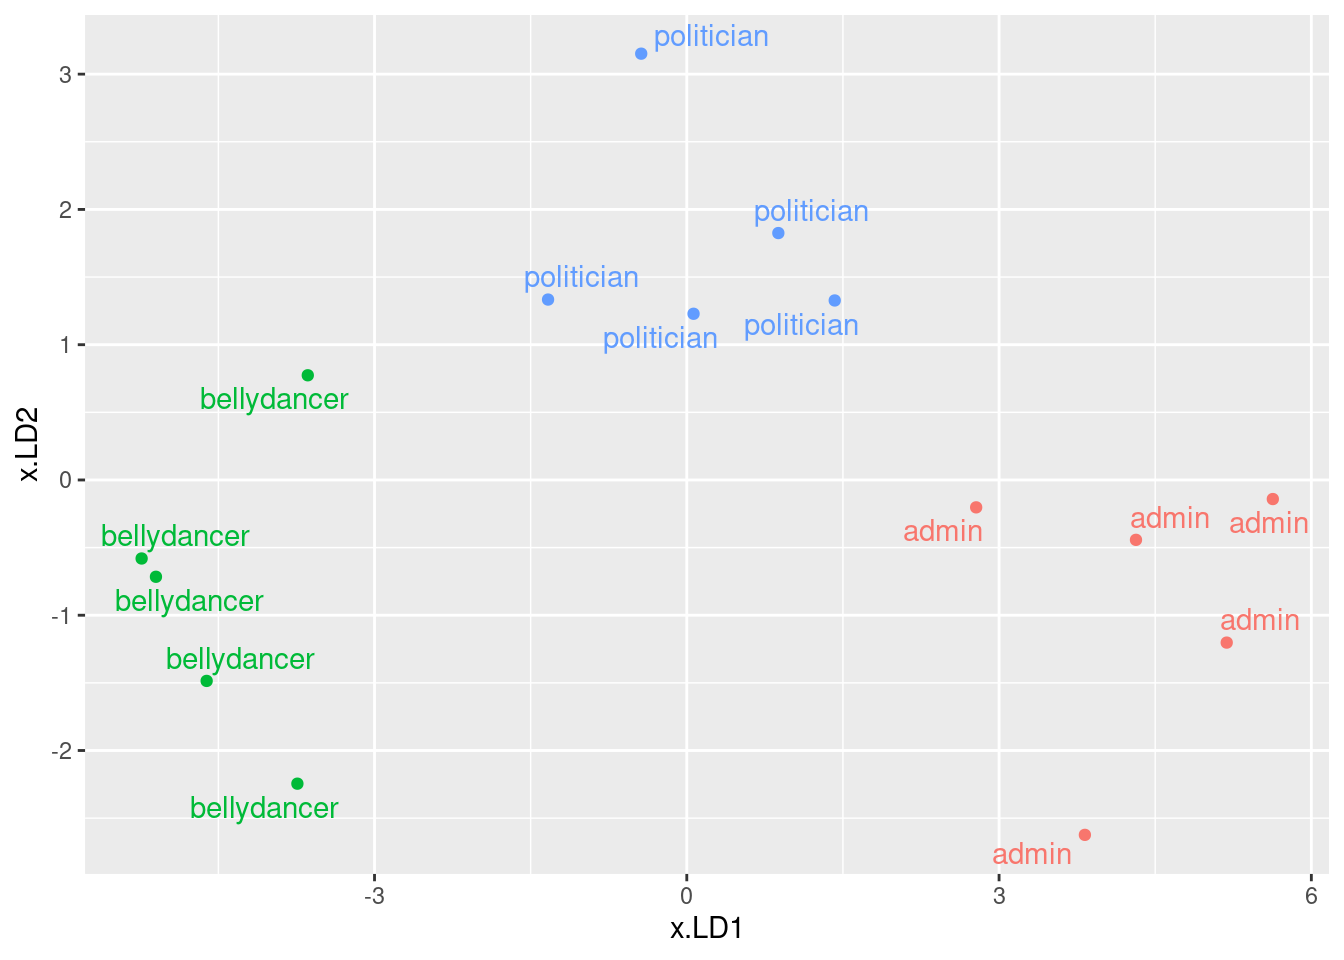 politician
3
politician
2
politician
politician
politician
1
bellydancer
x.LD2
0
admin
admin
admin
bellydancer
bellydancer
-1
admin
bellydancer
-2
bellydancer
admin
-3
0
3
6
x.LD1